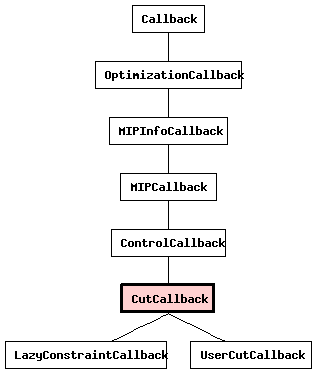 Callback
OptimizationCallback
MIPInfoCallback
MIPCallback
ControlCallback
CutCallback
LazyConstraintCallback
UserCutCallback